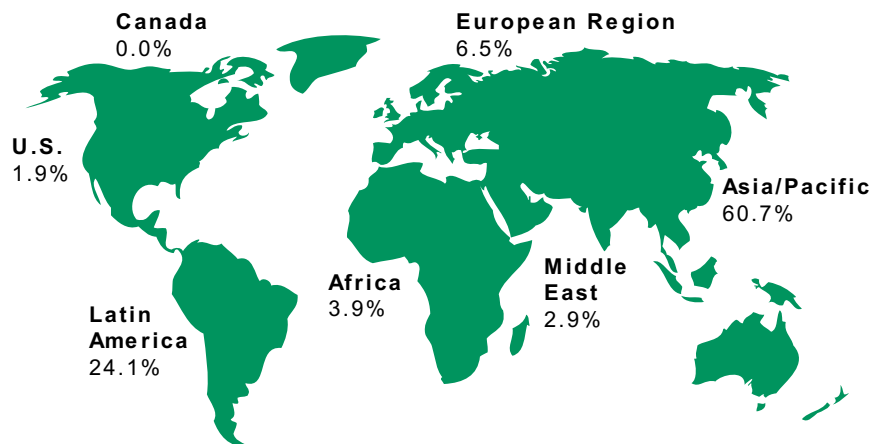 Canada
0.0%
European Region
6.5%
U.S.
1.9%
Asia/Pacific
60.7%
Africa
3.9%
Middle
East
2.9%
Latin
America
24.1%